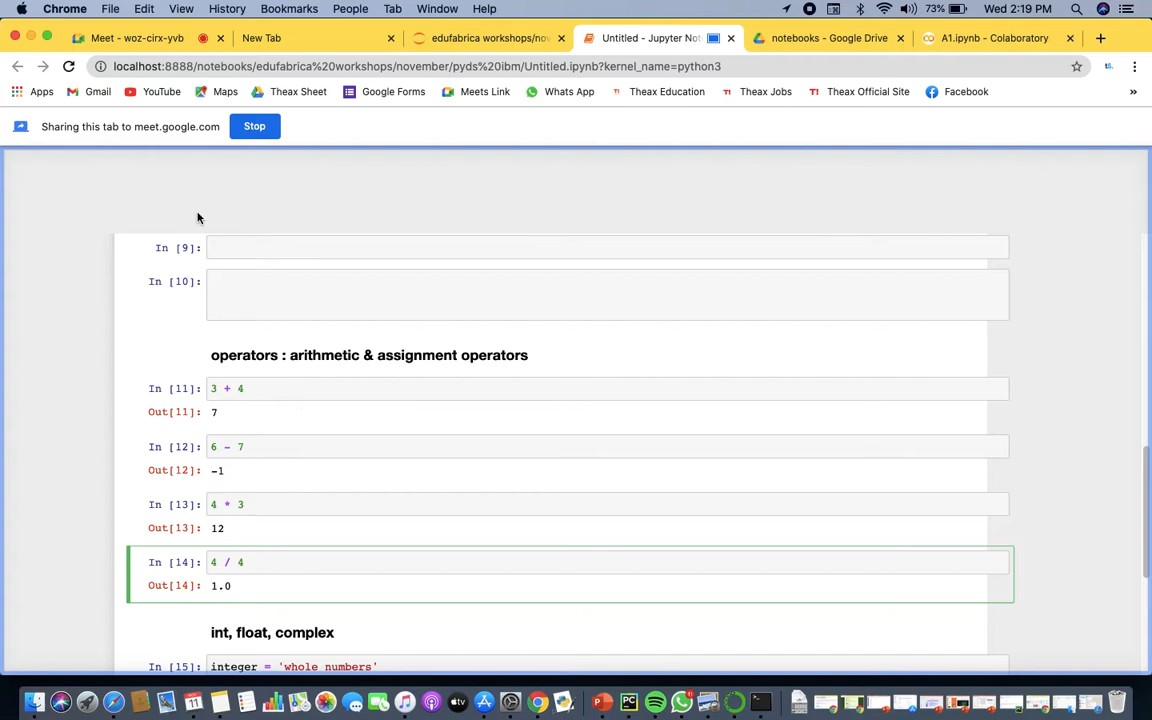 Chrome File Edit View History Bookmarks People Tab Window Help 73% Wed 2:19 PM
Meet - woz-cirx-yvb New Tab edufabrica workshops/nov Untitled - Jupyter Not notebooks - Google Drive A1.ipynb - Colaboratory
localhost:8888/notebooks/edufabrica%20workshops/november/pyds%20ibm/Untitled.ipynb?kernel_name=python3
Apps Gmail YouTube Maps Theax Sheet Google Forms Meets Link Whats App Theax Education Theax Jobs Theax Official Site Facebook »
Sharing this tab to meet.google.com Stop
In [9]:
In [10]:
operators : arithmetic & assignment operators
In [11]: 3 + 4
Out[11]: 7
In [12]: 6 - 7
Out[12]: -1
In [13]: 4 * 3
Out[13]: 12
In [14]: 4 / 4
Out[14]: 1.0
int, float, complex
In [15]: integer = 'whole numbers'